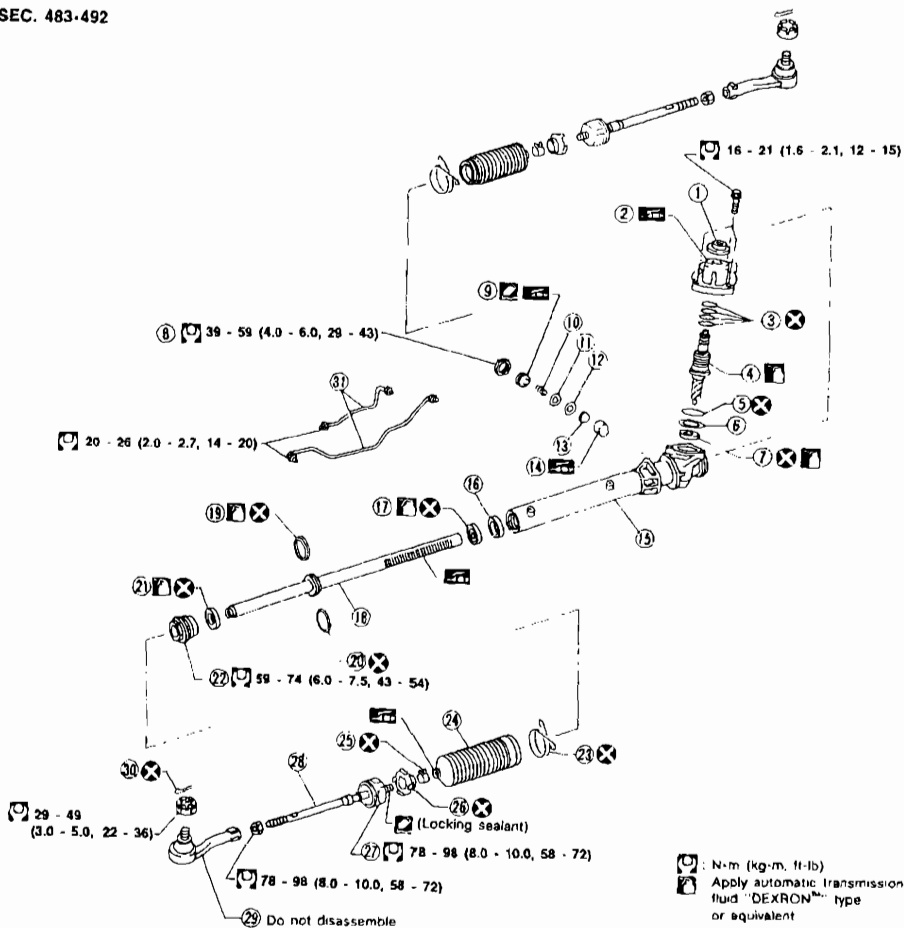 SEC. 483·492
16 - 21 (1.6 - 2.1, 12 - 15)
1
2
9
10
11
12
3
8 39 - 59 (4.0 - 6.0, 29 - 43)
4
31
5
6
20 - 26 (2.0 - 2.7, 14 - 20)
13
7
14
16
17
19
15
21
18
20
22 59 - 74 (6.0 - 7.5, 43 - 54)
24
25
23
28
30
26
29 - 49
(3.0 - 5.0, 22 - 36)
(Locking sealant)
27 78 - 98 (8.0 - 10.0, 58 - 72)
78 - 98 (8.0 - 10.0, 58 - 72)
29 Do not disassemble
: N·m (kg-m, ft-lb)
Apply automatic transmission
fluid "DEXRON™" type
or equivalent